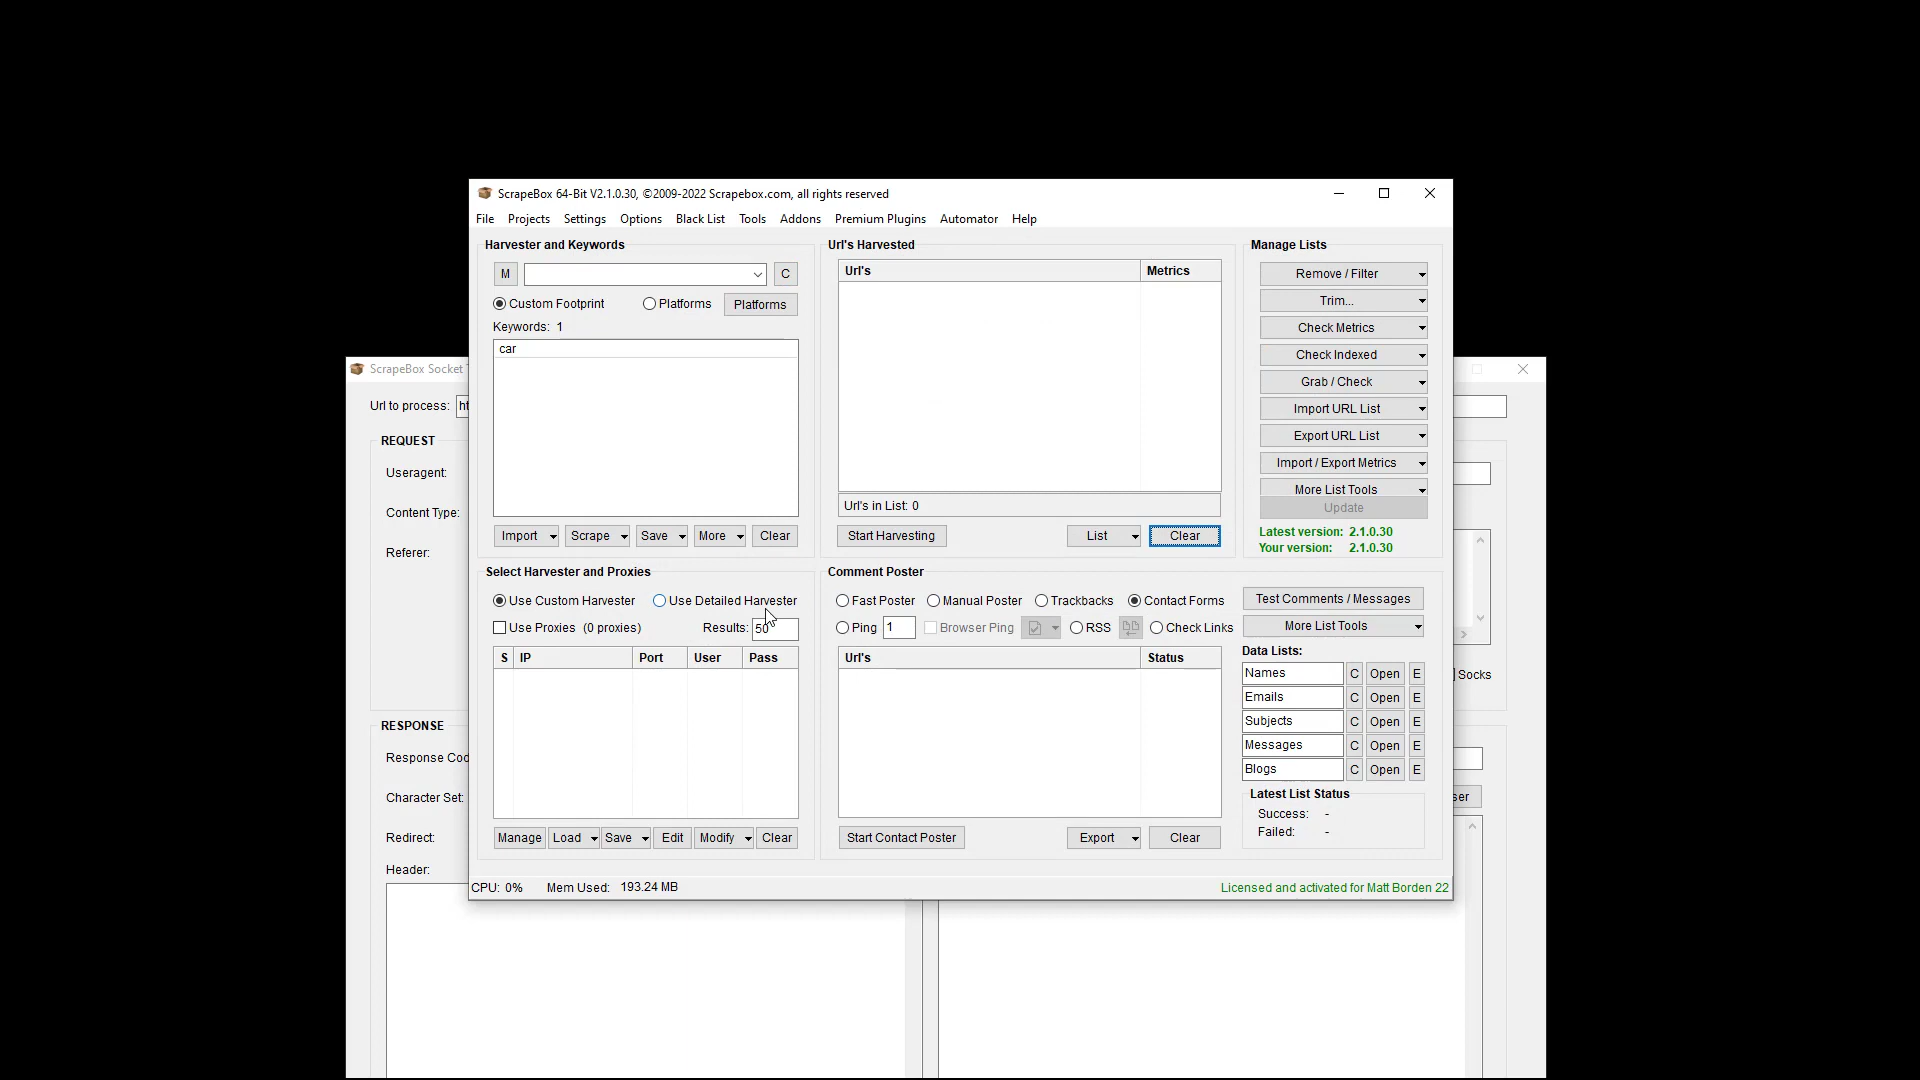 ScrapeBox 64-Bit V2.1.0.30, ©2009-2022 Scrapebox.com, all rights reserved
File Projects Settings Options Black List Tools Addons Premium Plugins Automator Help
Harvester and Keywords
M C
Custom Footprint Platforms Platforms
Keywords: 1
car
Import Scrape Save More Clear
Url's Harvested
Url's Metrics
Url's in List: 0
Start Harvesting List Clear
Manage Lists
Remove / Filter
Trim...
Check Metrics
Check Indexed
Grab / Check
Import URL List
Export URL List
Import / Export Metrics
More List Tools
Update
Latest version: 2.1.0.30
Your version: 2.1.0.30
Select Harvester and Proxies
Use Custom Harvester Use Detailed Harvester
Use Proxies (0 proxies) Results: 50
S IP Port User Pass
Manage Load Save Edit Modify Clear
Comment Poster
Fast Poster Manual Poster Trackbacks Contact Forms
Ping 1 Browser Ping RSS Check Links
Url's Status
Start Contact Poster Export Clear
Test Comments / Messages
More List Tools
Data Lists:
Names C Open E
Emails C Open E
Subjects C Open E
Messages C Open E
Blogs C Open E
Latest List Status
Success: -
Failed: -
CPU: 0% Mem Used: 193.24 MB Licensed and activated for Matt Borden 22
ScrapeBox Socket
Url to process: ht
REQUEST
Useragent:
Content Type:
Referer:
Socks
RESPONSE
Response Cod
Character Set: ser
Redirect:
Header: